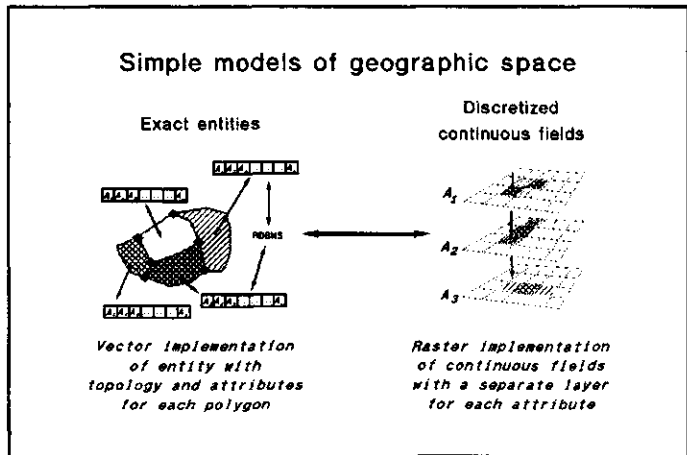 Simple models of geographic space
Exact entities
Discretized
continuous fields
RDBMS
A1
A2
A3
Vector implementation
of entity with
topology and attributes
for each polygon
Raster implementation
of continuous fields
with a separate layer
for each attribute